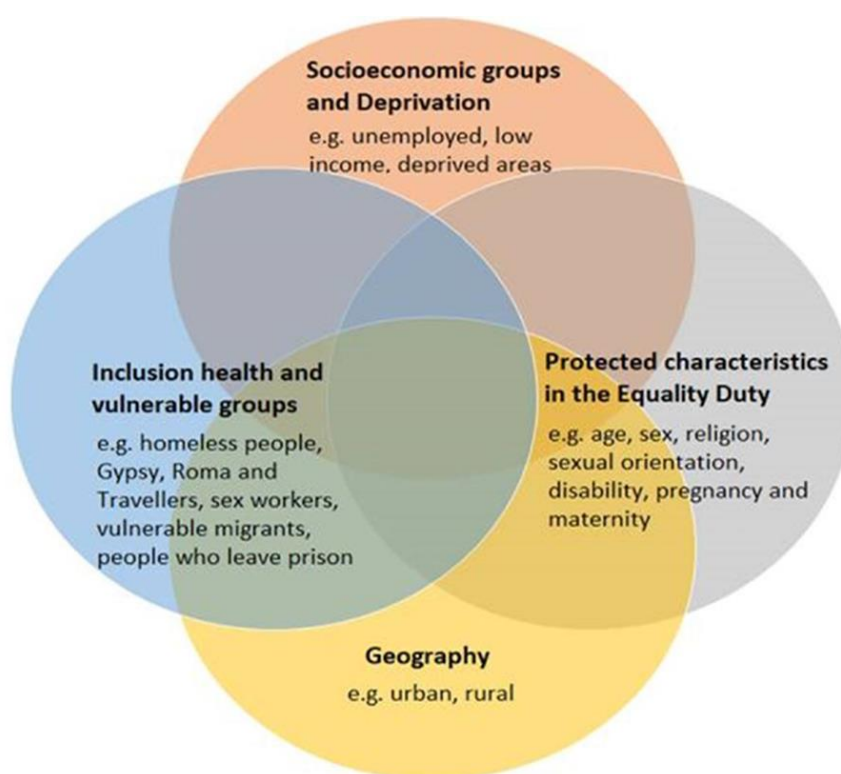 Socioeconomic groups
and Deprivation
e.g. unemployed, low
income, deprived areas
Inclusion health and
vulnerable groups
e.g. homeless people,
Gypsy, Roma and
Travellers, sex workers,
vulnerable migrants,
people who leave prison
Protected characteristics
in the Equality Duty
e.g. age, sex, religion,
sexual orientation,
disability, pregnancy and
maternity
Geography
e.g. urban, rural